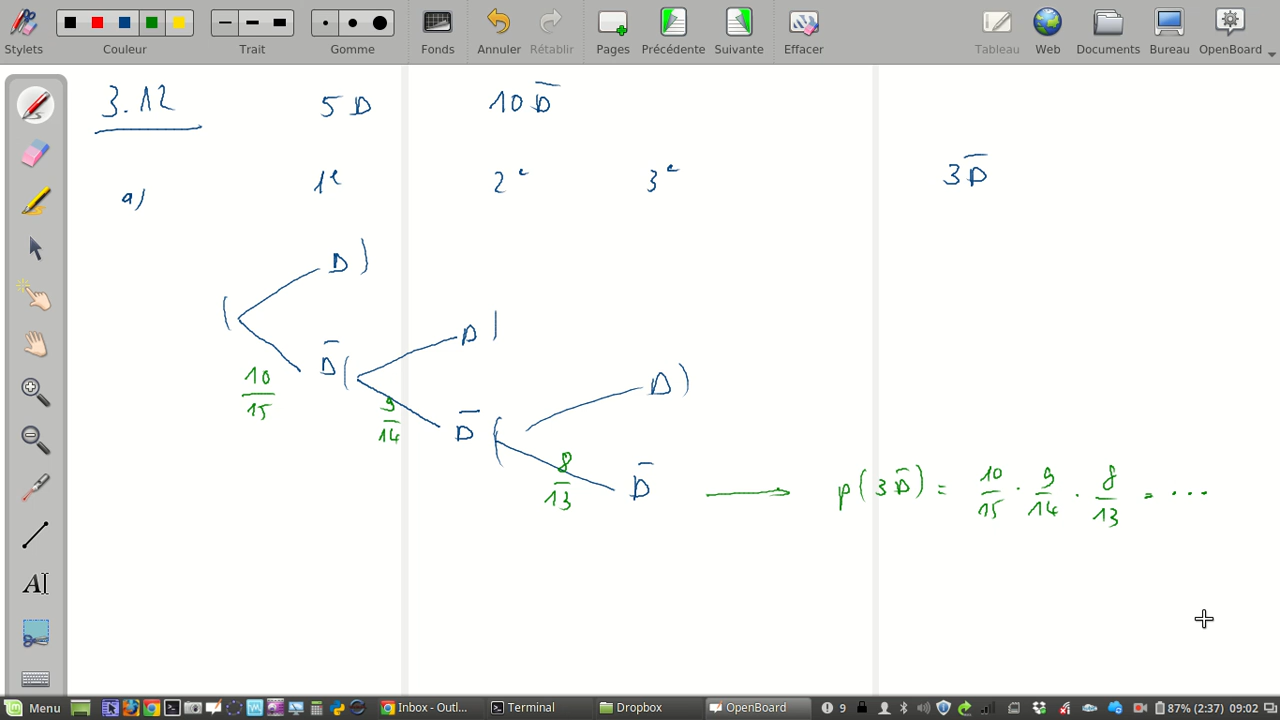 Stylets Couleur Trait Gomme Fonds Annuler Rétablir Pages Précédente Suivante Effacer Tableau Web Documents Bureau OpenBoard
3.12 5 D 10 D̅
a) 1e 2e 3e 3 D̅
D )
( D̅ ( D )
10/15 9/14 D̅ ( D )
8/13 D̅ → p(3D̅) = 10/15 · 9/14 · 8/13 = ...
AI
Menu Inbox - Outl... Terminal Dropbox OpenBoard 9 87% (2:37) 09:02